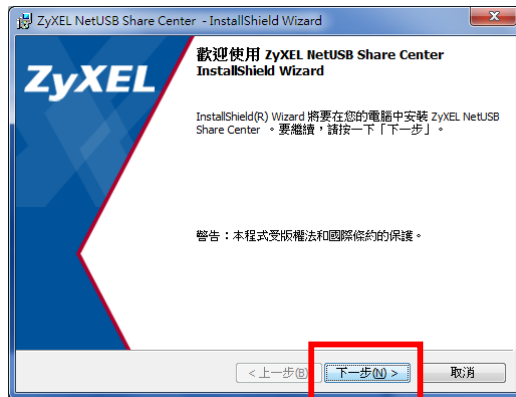 ZyXEL NetUSB Share Center - InstallShield Wizard
ZyXEL
歡迎使用 ZyXEL NetUSB Share Center
InstallShield Wizard
InstallShield(R) Wizard 將要在您的電腦中安裝 ZyXEL NetUSB
Share Center 。要繼續，請按一下「下一步」。
警告：本程式受版權法和國際條約的保護。
< 上一步(B) 下一步(N) > 取消